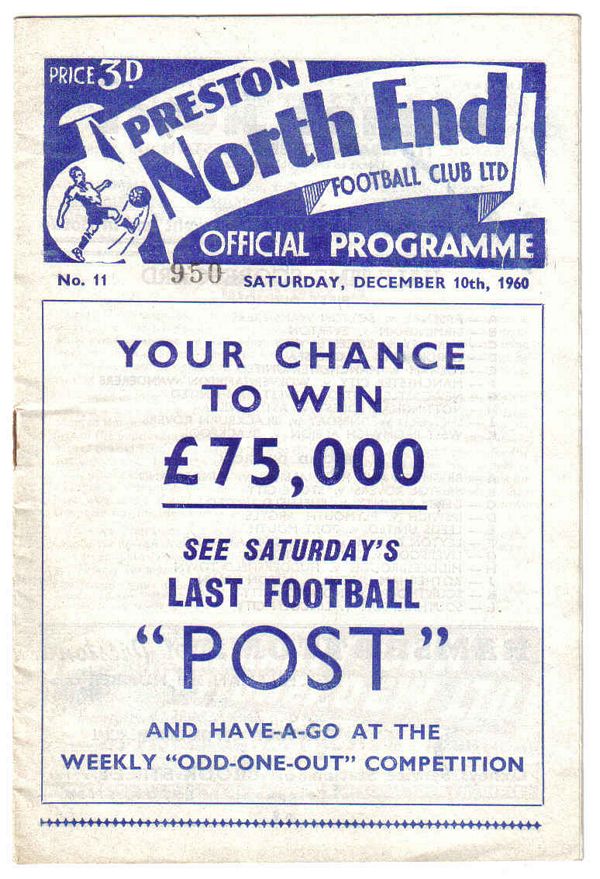 PRICE 3D
PRESTON
North End
FOOTBALL CLUB LTD
OFFICIAL PROGRAMME
No. 11 950 SATURDAY, DECEMBER 10th, 1960
YOUR CHANCE
TO WIN
£75,000
SEE SATURDAY'S
LAST FOOTBALL
“POST”
AND HAVE-A-GO AT THE
WEEKLY “ODD-ONE-OUT” COMPETITION